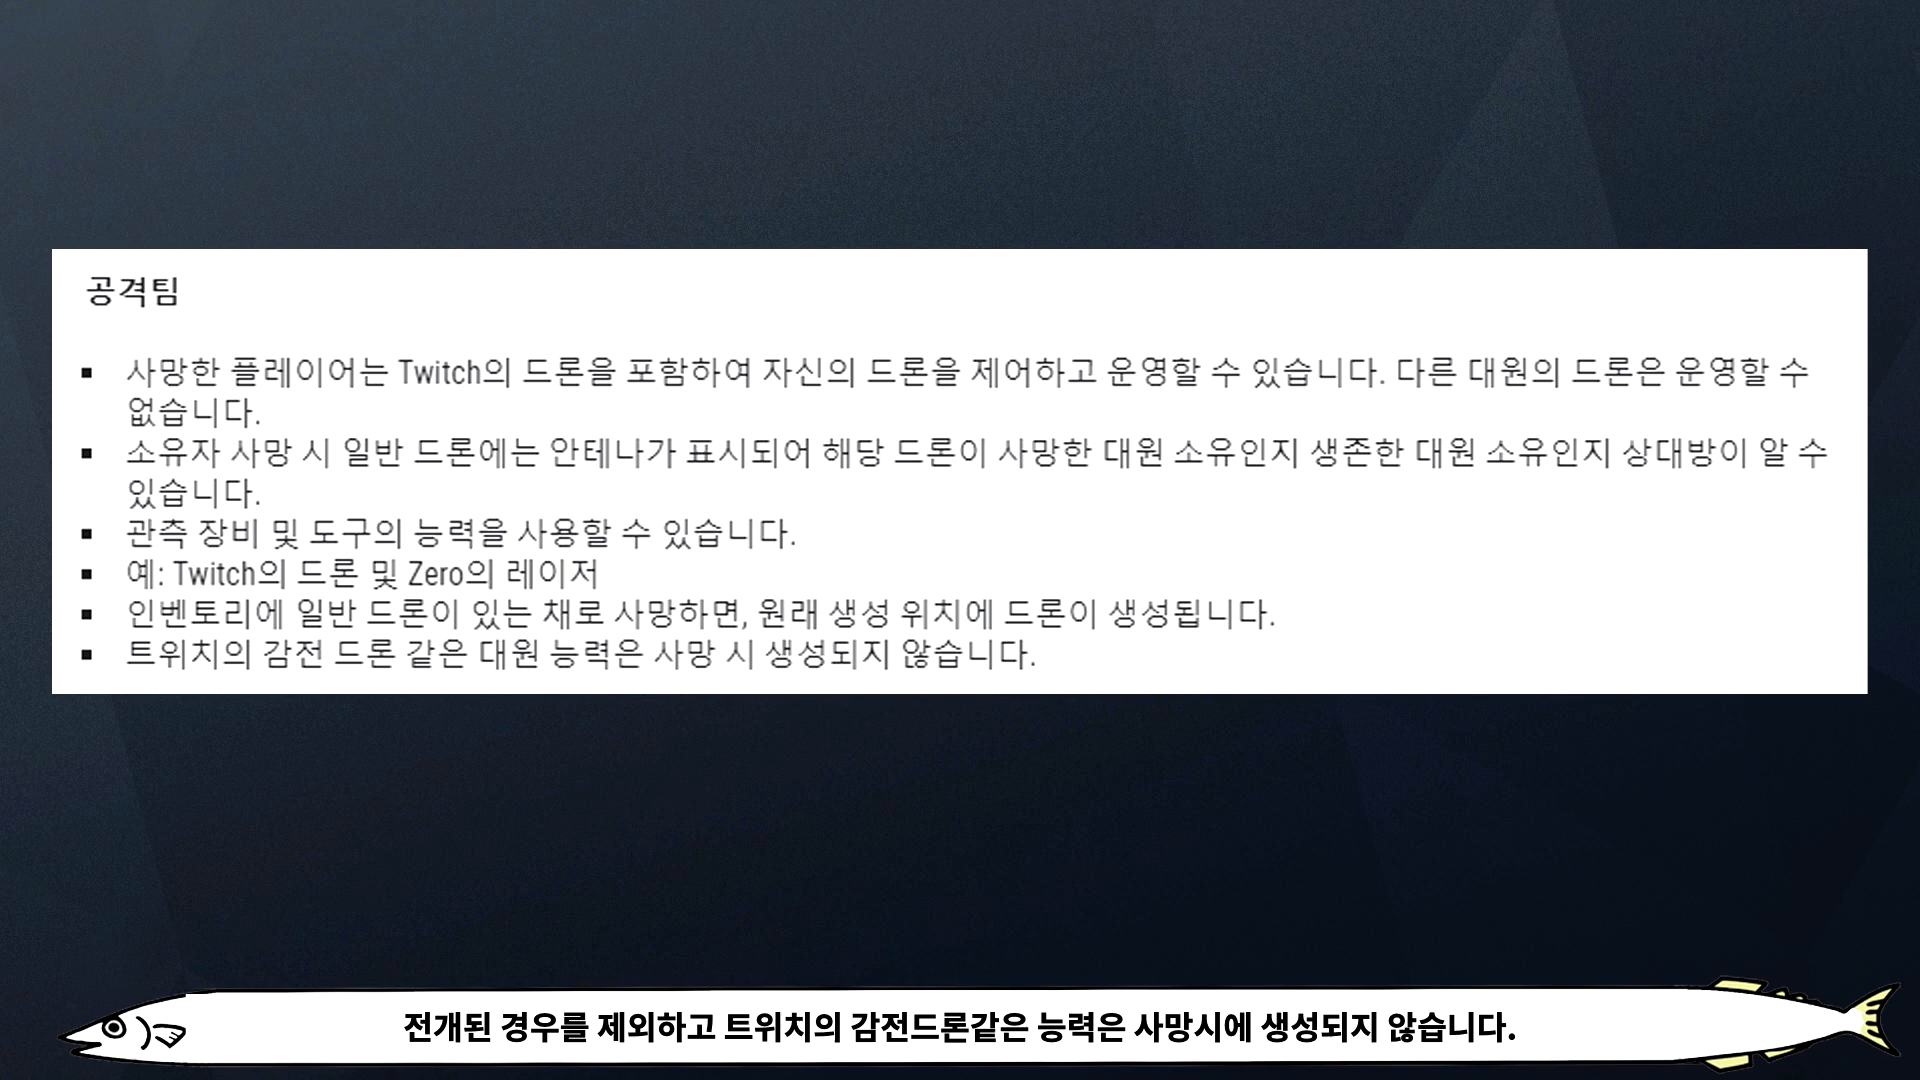 공격팀
▪ 사망한 플레이어는 Twitch의 드론을 포함하여 자신의 드론을 제어하고 운영할 수 있습니다. 다른 대원의 드론은 운영할 수
없습니다.
▪ 소유자 사망 시 일반 드론에는 안테나가 표시되어 해당 드론이 사망한 대원 소유인지 생존한 대원 소유인지 상대방이 알 수
있습니다.
▪ 관측 장비 및 도구의 능력을 사용할 수 있습니다.
▪ 예: Twitch의 드론 및 Zero의 레이저
▪ 인벤토리에 일반 드론이 있는 채로 사망하면, 원래 생성 위치에 드론이 생성됩니다.
▪ 트위치의 감전 드론 같은 대원 능력은 사망 시 생성되지 않습니다.
전개된 경우를 제외하고 트위치의 감전드론같은 능력은 사망시에 생성되지 않습니다.